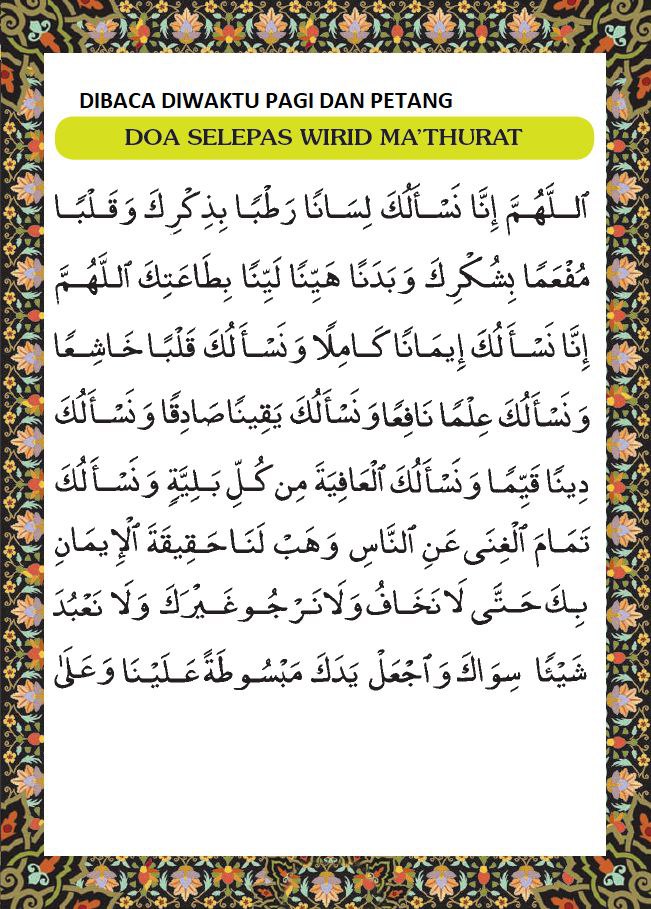 DIBACA DIWAKTU PAGI DAN PETANG
DOA SELEPAS WIRID MA'THURAT
ٱللَّهُمَّ إِنَّا نَسْأَلُكَ لِسَانًا رَطْبًا بِذِكْرِكَ وَقَلْبًا
مُفْعَمًا بِشُكْرِكَ وَبَدَنًا هَيِّنًا لَيِّنًا بِطَاعَتِكَ ٱللَّهُمَّ
إِنَّا نَسْأَلُكَ إِيمَانًا كَامِلًا وَنَسْأَلُكَ قَلْبًا خَاشِعًا
وَنَسْأَلُكَ عِلْمًا نَافِعًا وَنَسْأَلُكَ يَقِينًا صَادِقًا وَنَسْأَلُكَ
دِينًا قَيِّمًا وَنَسْأَلُكَ ٱلْعَافِيَةَ مِن كُلِّ بَلِيَّةٍ وَنَسْأَلُكَ
تَمَامَ ٱلْغِنَى عَنِ ٱلنَّاسِ وَهَبْ لَنَا حَقِيقَةَ ٱلْإِيمَانِ
بِكَ حَتَّى لَا نَخَافُ وَلَا نَرْجُو غَيْرَكَ وَلَا نَعْبُدَ
شَيْئًا سِوَاكَ وَٱجْعَلْ يَدَكَ مَبْسُوطَةً عَلَيْنَا وَعَلَىٰ